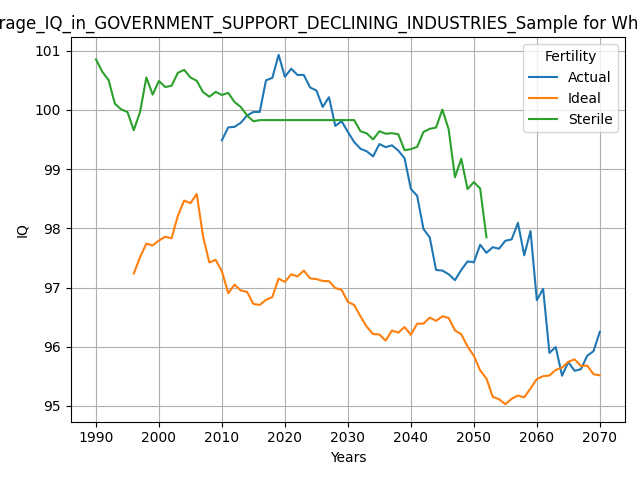 rage_IQ_in_GOVERNMENT_SUPPORT_DECLINING_INDUSTRIES_Sample for Wh
101
100
99
98
97
96
95
IQ
Fertility
Actual
Ideal
Sterile
1990 2000 2010 2020 2030 2040 2050 2060 2070
Years